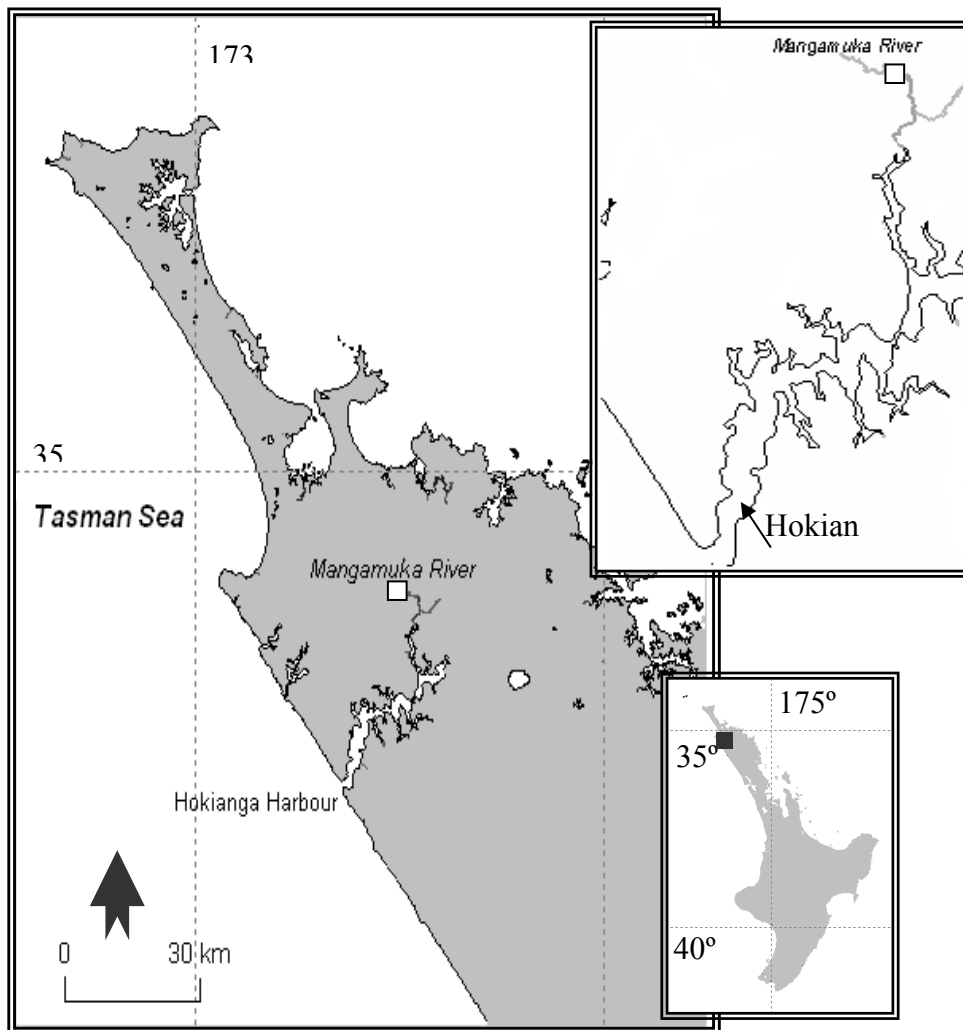 173
Mangamuka River
35
Tasman Sea
Hokian
Mangamuka River
175º
35º
Hokianga Harbour
40º
0 30 km